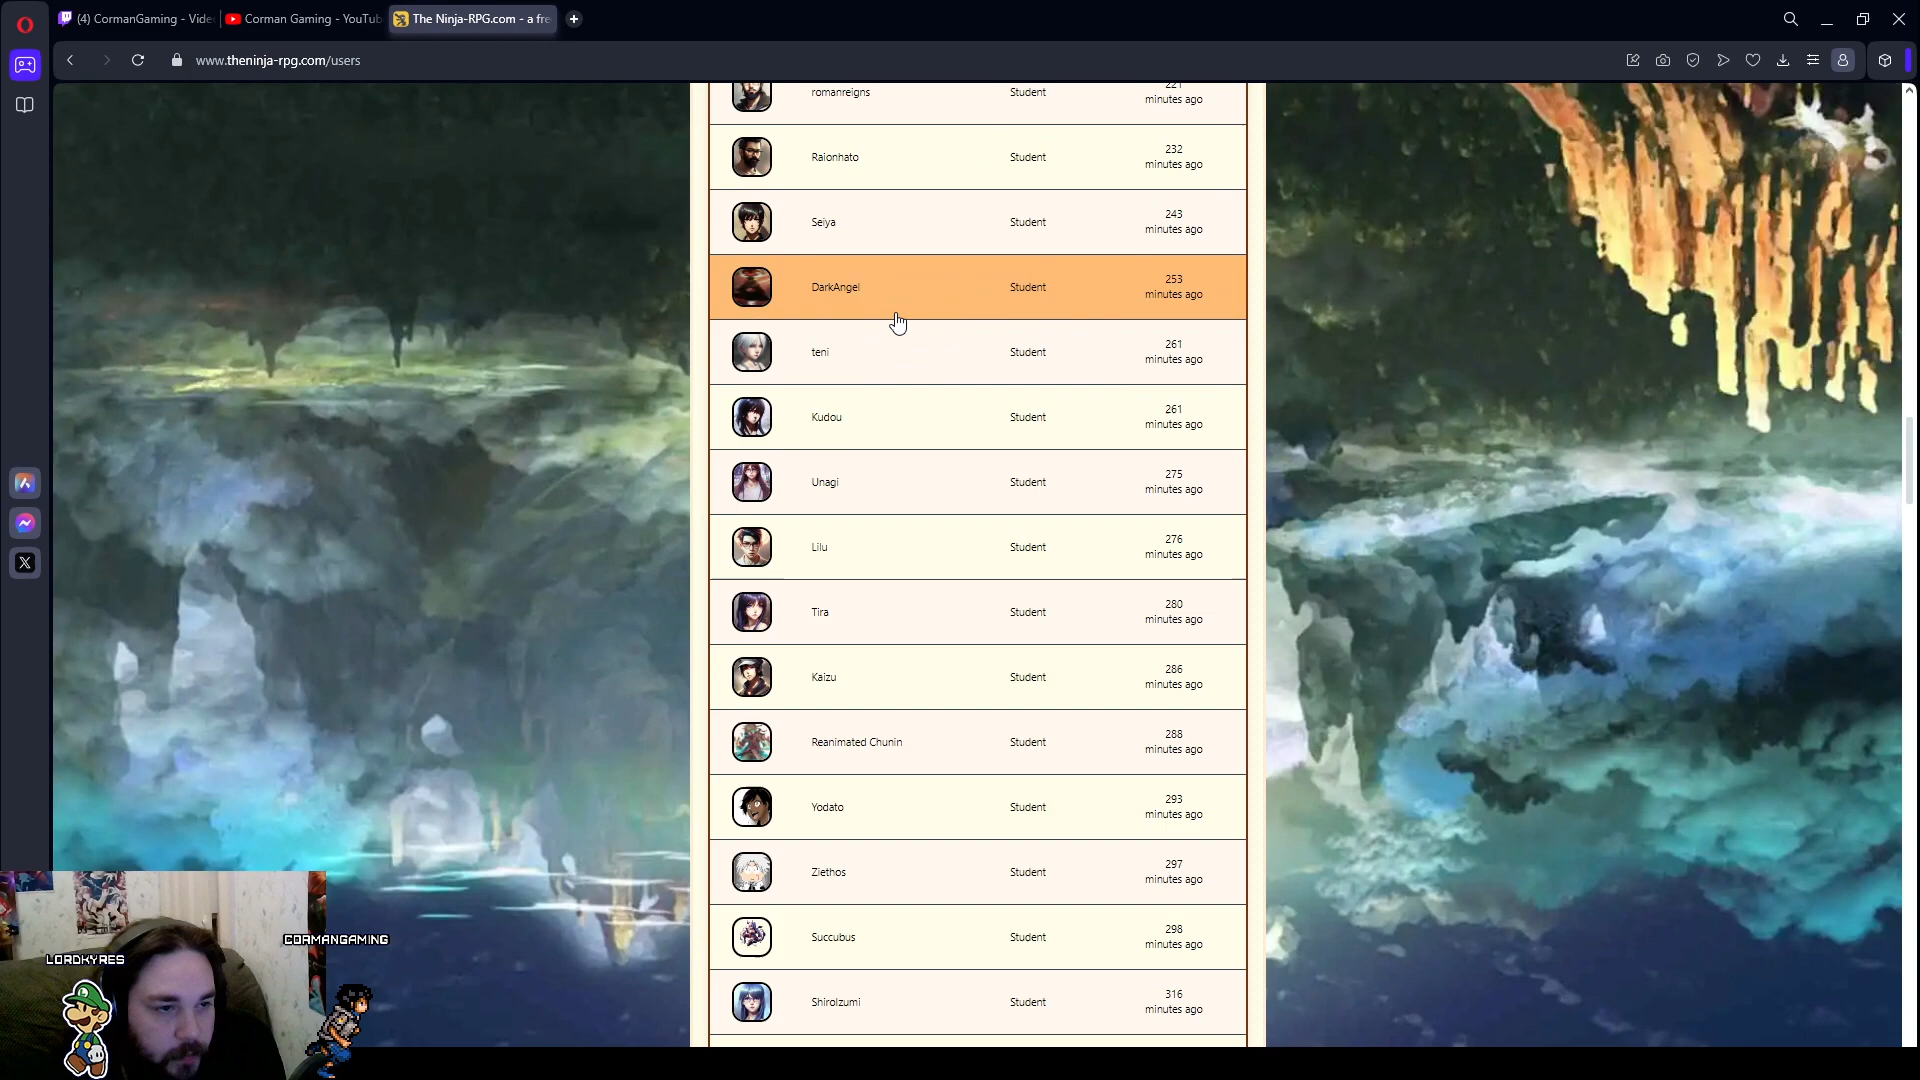 (4) CormanGaming - Vide
Corman Gaming - YouTub
The Ninja-RPG.com - a fre
www.theninja-rpg.com/users
romanreigns Student 221 minutes ago
Raionhato Student 232 minutes ago
Seiya Student 243 minutes ago
DarkAngel Student 253 minutes ago
teni Student 261 minutes ago
Kudou Student 261 minutes ago
Unagi Student 275 minutes ago
Lilu Student 276 minutes ago
Tira Student 280 minutes ago
Kaizu Student 286 minutes ago
Reanimated Chunin Student 288 minutes ago
Yodato Student 293 minutes ago
Ziethos Student 297 minutes ago
Succubus Student 298 minutes ago
ShiroIzumi Student 316 minutes ago
CORMANGAMING
LORDKYRES